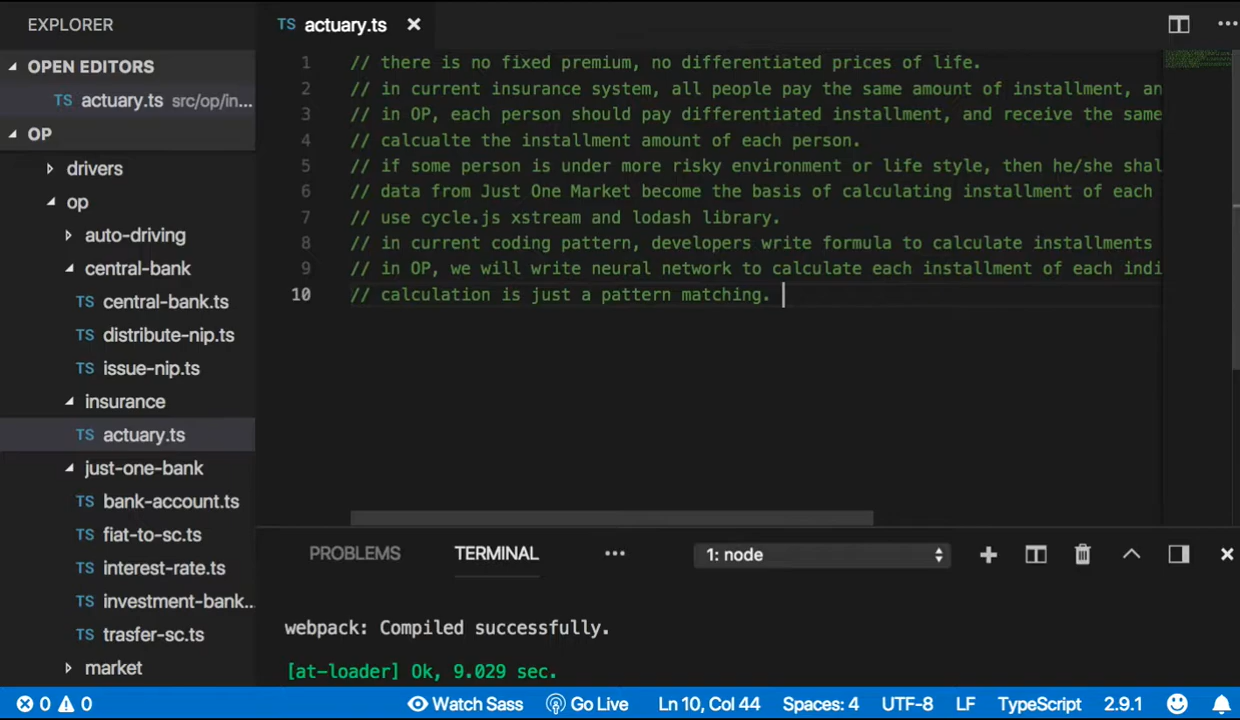 EXPLORER
TS actuary.ts ×
OPEN EDITORS
TS actuary.ts src/op/in...
OP
drivers
op
auto-driving
central-bank
TS central-bank.ts
TS distribute-nip.ts
TS issue-nip.ts
insurance
TS actuary.ts
just-one-bank
TS bank-account.ts
TS fiat-to-sc.ts
TS interest-rate.ts
TS investment-bank...
TS trasfer-sc.ts
market
1 // there is no fixed premium, no differentiated prices of life.
2 // in current insurance system, all people pay the same amount of installment, an
3 // in OP, each person should pay differentiated installment, and receive the same
4 // calcualte the installment amount of each person.
5 // if some person is under more risky environment or life style, then he/she shal
6 // data from Just One Market become the basis of calculating installment of each
7 // use cycle.js xstream and lodash library.
8 // in current coding pattern, developers write formula to calculate installments
9 // in OP, we will write neural network to calculate each installment of each indi
10 // calculation is just a pattern matching.
PROBLEMS TERMINAL ... 1: node
webpack: Compiled successfully.
[at-loader] Ok, 9.029 sec.
0 0 Watch Sass Go Live Ln 10, Col 44 Spaces: 4 UTF-8 LF TypeScript 2.9.1